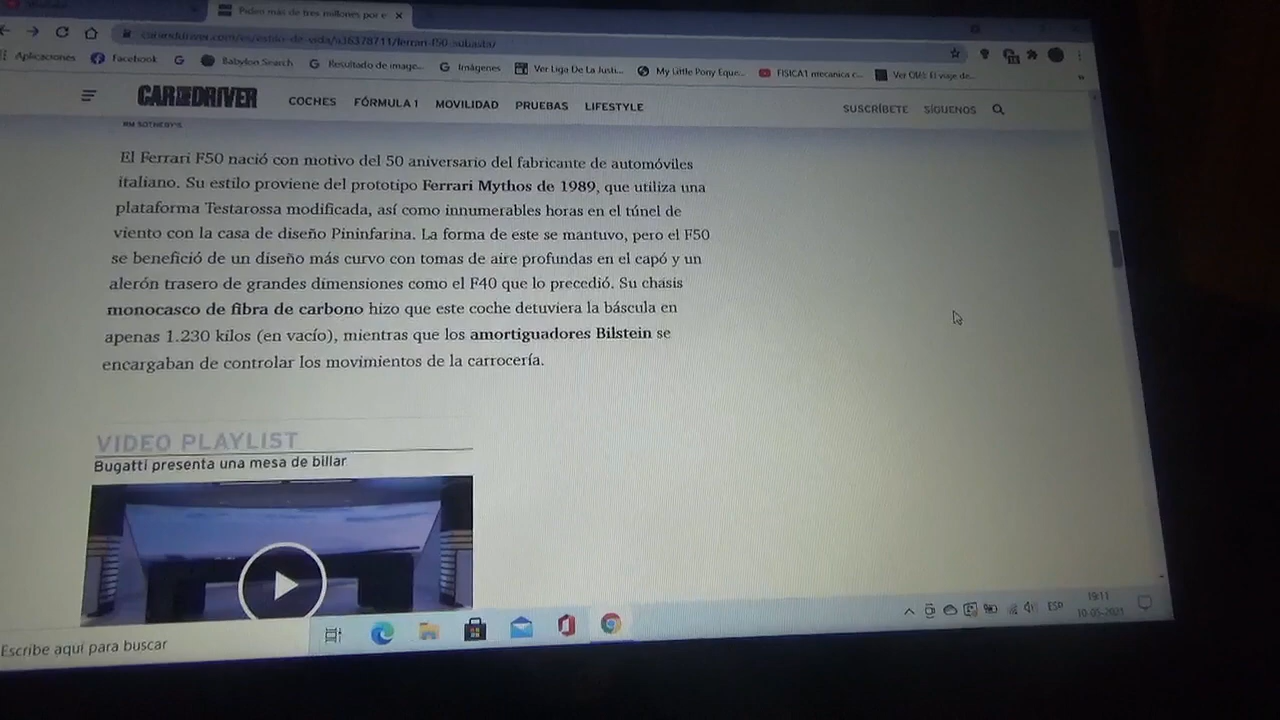 Piden más de tres millones por e
caranddriver.com/es/estilo-de-vida/a36378711/ferrari-f50-subasta/
Aplicaciones Facebook Babylon Search Resultado de image... Imágenes Ver Liga De La Justi... My Little Pony Eque... FISICA1 mecanica c...
CAR AND DRIVER COCHES FÓRMULA 1 MOVILIDAD PRUEBAS LIFESTYLE SUSCRÍBETE SÍGUENOS
RM SOTHEBY'S
El Ferrari F50 nació con motivo del 50 aniversario del fabricante de automóviles
italiano. Su estilo proviene del prototipo Ferrari Mythos de 1989, que utiliza una
plataforma Testarossa modificada, así como innumerables horas en el túnel de
viento con la casa de diseño Pininfarina. La forma de este se mantuvo, pero el F50
se benefició de un diseño más curvo con tomas de aire profundas en el capó y un
alerón trasero de grandes dimensiones como el F40 que lo precedió. Su chasis
monocasco de fibra de carbono hizo que este coche detuviera la báscula en
apenas 1.230 kilos (en vacío), mientras que los amortiguadores Bilstein se
encargaban de controlar los movimientos de la carrocería.
VIDEO PLAYLIST
Bugatti presenta una mesa de billar
Escribe aquí para buscar
ESP
19:11
10-05-2021